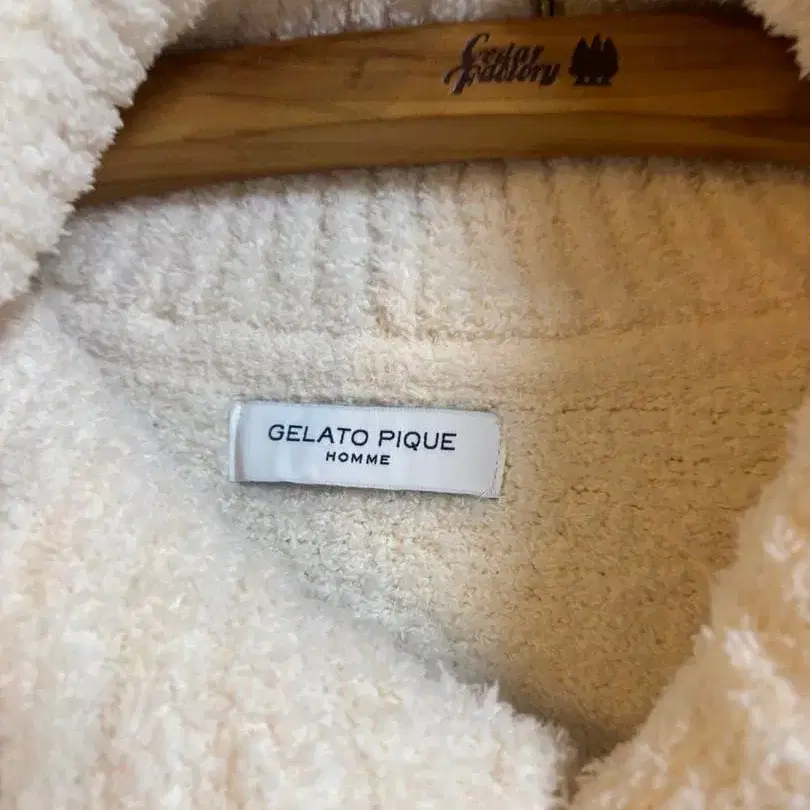 Cedar
Factory
GELATO PIQUE
HOMME